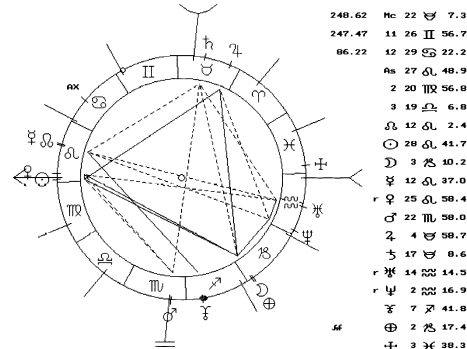 248.62 Mc 22 ♉ 7.3
247.47 11 26 ♊ 56.7
86.22 12 29 ♋ 22.2
As 27 ♌ 48.9
2 20 ♍ 56.8
3 19 ♎ 6.8
☊ 12 ♌ 2.4
☉ 28 ♌ 41.7
☽ 3 ♑ 10.2
☿ 12 ♌ 37.0
r ♀ 25 ♌ 58.4
♂ 22 ♏ 58.0
♃ 4 ♉ 58.7
♄ 17 ♉ 8.6
r ♅ 14 ♒ 14.5
r ♆ 2 ♒ 16.9
7 ♐ 41.8
⊕ 2 ♑ 17.4
3 ♓ 38.3
AX